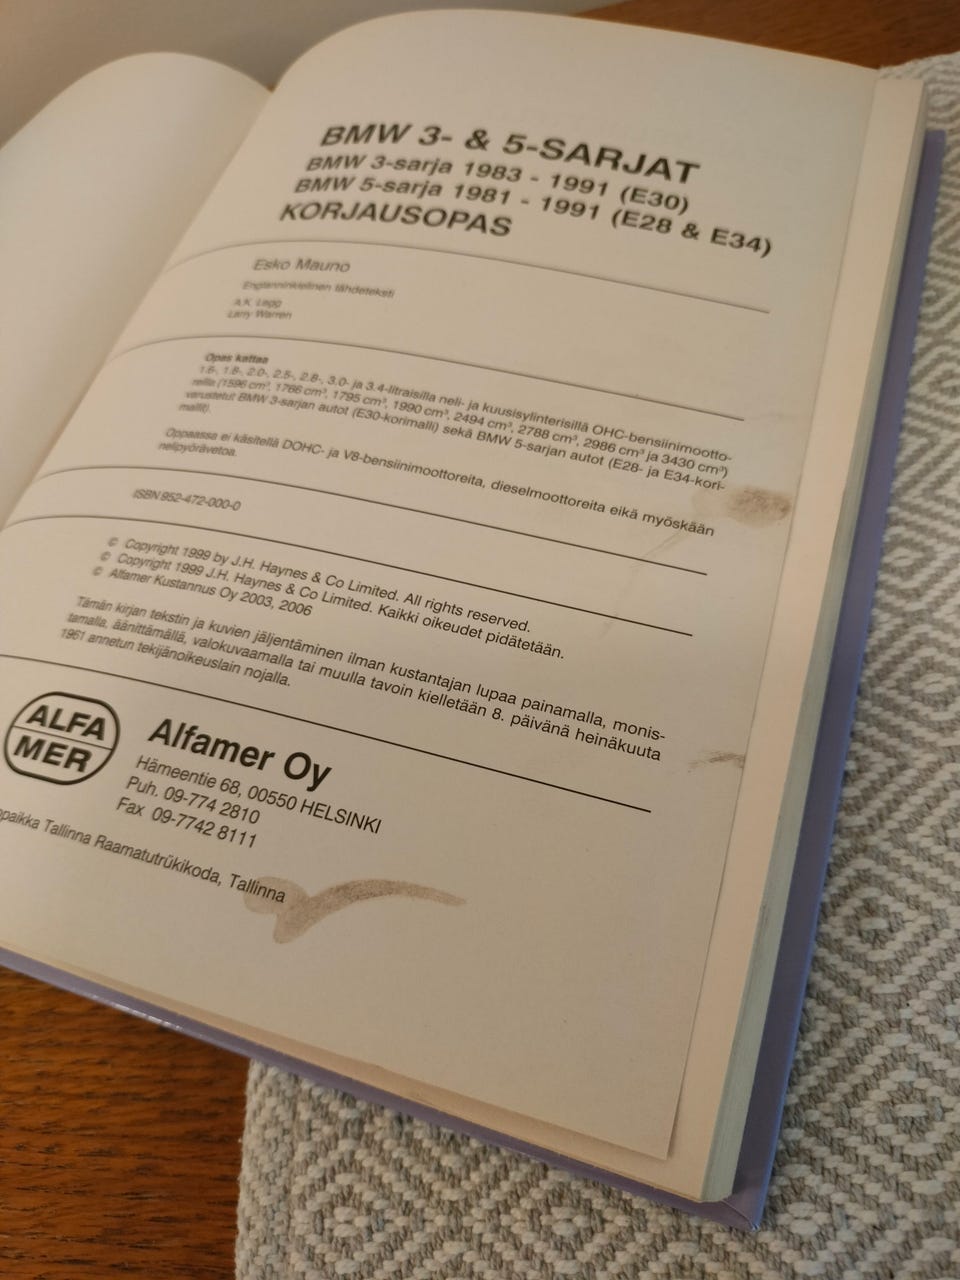 BMW 3- & 5-SARJAT
BMW 3-sarja 1983 - 1991 (E30)
BMW 5-sarja 1981 - 1991 (E28 & E34)
KORJAUSOPAS
Esko Mauno
Englanninkielinen lähdeteksti
A.K. Legg
Larry Warren
Opas kattaa
1.6-, 1.8-, 2.0-, 2.5-, 2.8-, 3.0- ja 3.4-litraisilla neli- ja kuusisylinterisillä OHC-bensiinimootto-
reilla (1596 cm³, 1766 cm³, 1795 cm³, 1990 cm³, 2494 cm³, 2788 cm³, 2986 cm³ ja 3430 cm³)
varustetut BMW 3-sarjan autot (E30-korimalli) sekä BMW 5-sarjan autot (E28- ja E34-kori-
mallit).
Oppaassa ei käsitellä DOHC- ja V8-bensiinimoottoreita, dieselmoottoreita eikä myöskään
nelipyörävetoa.
ISBN 952-472-000-0
© Copyright 1999 by J.H. Haynes & Co Limited. All rights reserved.
© Copyright 1999 J.H. Haynes & Co Limited. Kaikki oikeudet pidätetään.
© Alfamer Kustannus Oy 2003, 2006
Tämän kirjan tekstin ja kuvien jäljentäminen ilman kustantajan lupaa painamalla, monis-
tamalla, äänittämällä, valokuvaamalla tai muulla tavoin kielletään 8. päivänä heinäkuuta
1961 annetun tekijänoikeuslain nojalla.
ALFA
MER
Alfamer Oy
Hämeentie 68, 00550 HELSINKI
Puh. 09-774 2810
Fax 09-7742 8111
opaikka Tallinna Raamatutrükikoda, Tallinna